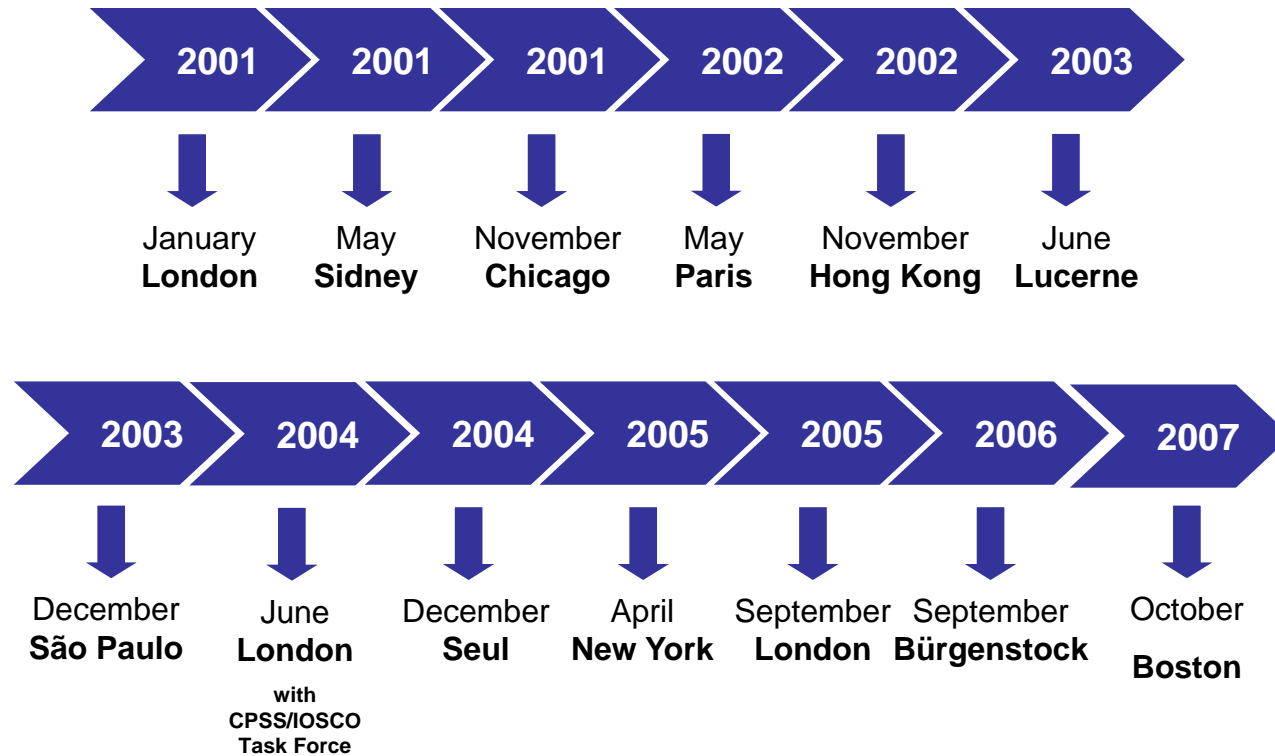 2001 2001 2001 2002 2002 2003
January May November May November June
London Sidney Chicago Paris Hong Kong Lucerne
2003 2004 2004 2005 2005 2006 2007
December June December April September September October
São Paulo London Seul New York London Bürgenstock Boston
with
CPSS/IOSCO
Task Force